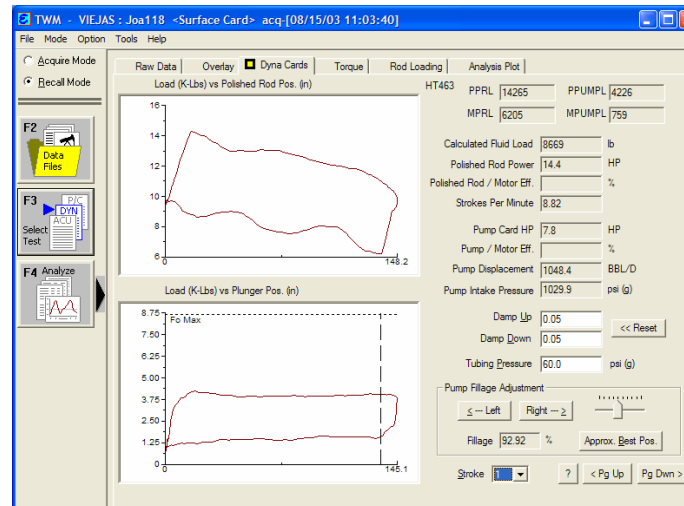 TWM - VIEJAS : Joa118 <Surface Card> acq-[08/15/03 11:03:40]
File Mode Option Tools Help
Acquire Mode
Recall Mode
F2
Data
Files
F3
P/C
DYN
ACU
Select
Test
F4 Analyze
Raw Data Overlay Dyna Cards Torque Rod Loading Analysis Plot
Load (K-Lbs) vs Polished Rod Pos. (in)
16
14
12
10
8
6
0 148.2
Load (K-Lbs) vs Plunger Pos. (in)
8.75
Fo Max
7.50
6.25
5.00
3.75
2.50
1.25
0
0 145.1
HT463
PPRL 14265 PPUMPL 4226
MPRL 6205 MPUMPL 759
Calculated Fluid Load 8669 lb
Polished Rod Power 14.4 HP
Polished Rod / Motor Eff. %
Strokes Per Minute 8.82
Pump Card HP 7.8 HP
Pump / Motor Eff. %
Pump Displacement 1048.4 BBL/D
Pump Intake Pressure 1029.9 psi (g)
Damp Up 0.05
Damp Down 0.05
<< Reset
Tubing Pressure 60.0 psi (g)
Pump Fillage Adjustment
< --- Left Right --- >
Fillage 92.92 % Approx. Best Pos.
Stroke 1 ? < Pg Up Pg Dwn >